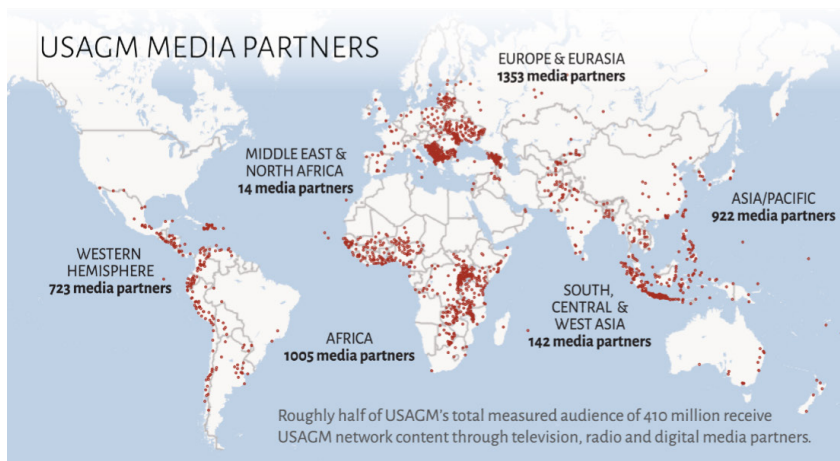 USAGM MEDIA PARTNERS
EUROPE & EURASIA
1353 media partners
MIDDLE EAST &
NORTH AFRICA
14 media partners
ASIA/PACIFIC
922 media partners
WESTERN
HEMISPHERE
723 media partners
SOUTH,
CENTRAL &
WEST ASIA
142 media partners
AFRICA
1005 media partners
Roughly half of USAGM's total measured audience of 410 million receive
USAGM network content through television, radio and digital media partners.